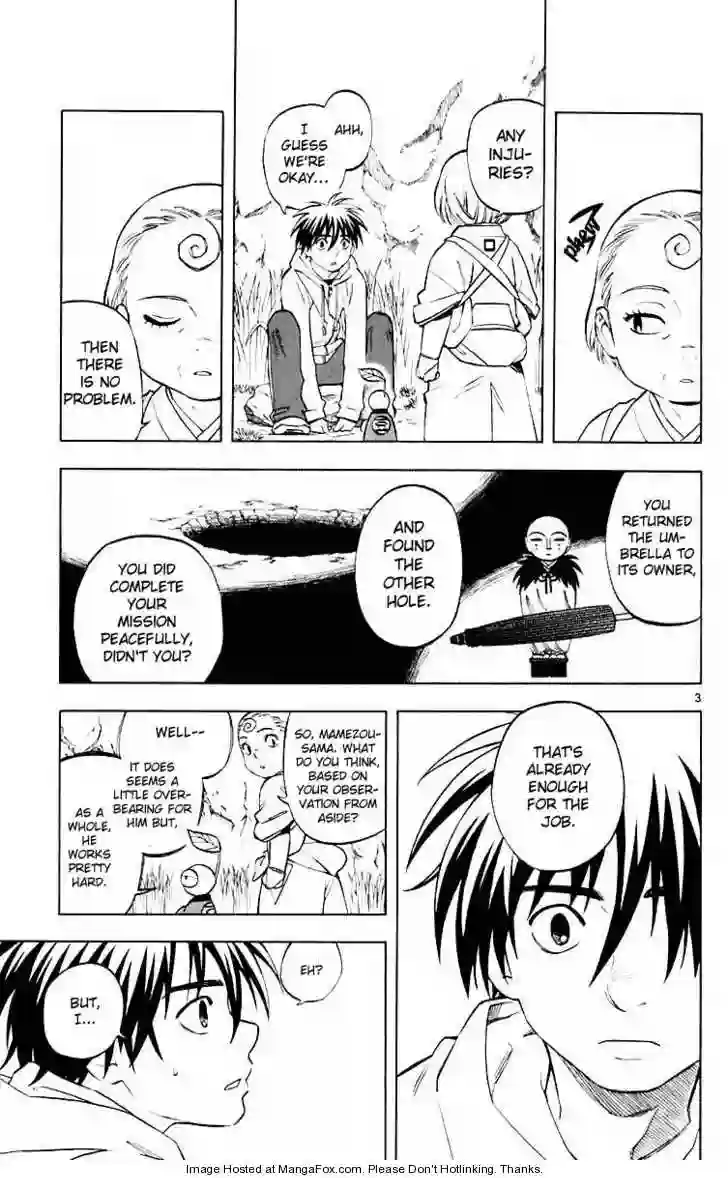 PHEW
ANY
INJU-
RIES?
AHH,
I
GUESS
WE'RE
OKAY...
THEN
THERE
IS NO
PROBLEM.
YOU
RETURNED
THE UM-
BRELLA TO
ITS OWNER,
AND
FOUND
THE
OTHER
HOLE.
YOU DID
COMPLETE
YOUR
MISSION
PEACEFULLY,
DIDN'T YOU?
3
THAT'S
ALREADY
ENOUGH
FOR THE
JOB.
SO, MAMEZOU-
SAMA. WHAT
DO YOU THINK,
BASED ON
YOUR OBSER-
VATION FROM
ASIDE?
WELL--
IT DOES
SEEMS A
LITTLE OVER-
BEARING FOR
HIM BUT,
AS A
WHOLE,
HE
WORKS
PRETTY
HARD.
EH?
BUT,
I...
Image Hosted at MangaFox.com. Please Don't Hotlinking. Thanks.